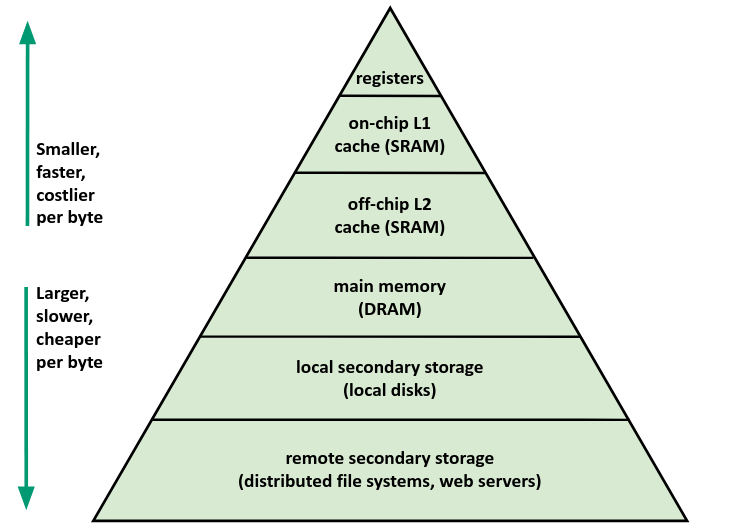 registers
on-chip L1
cache (SRAM)
off-chip L2
cache (SRAM)
main memory
(DRAM)
local secondary storage
(local disks)
remote secondary storage
(distributed file systems, web servers)
Smaller,
faster,
costlier
per byte
Larger,
slower,
cheaper
per byte